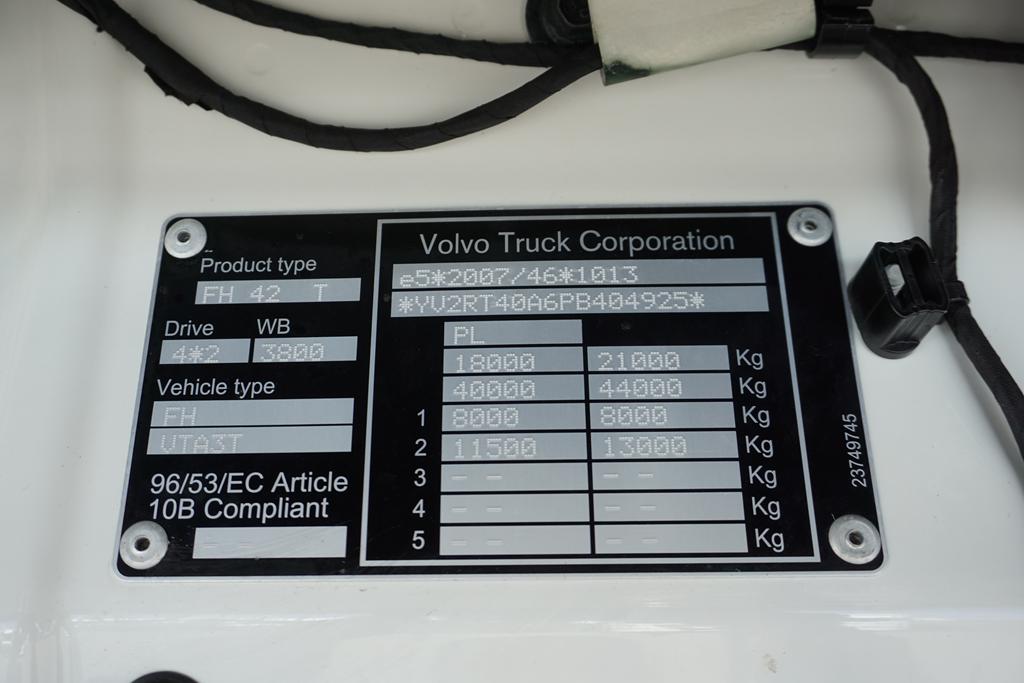 Product type
FH 42 T
Drive WB
4*2 3800
Vehicle type
FH
VTA3T
96/53/EC Article
10B Compliant
- -
Volvo Truck Corporation
e5*2007/46*1013
*YV2RT40A6PB404925*
PL
18000 21000 Kg
40000 44000 Kg
1 8000 8000 Kg
2 11500 13000 Kg
3 - - - - Kg
4 - - - - Kg
5 - - - - Kg
23749745